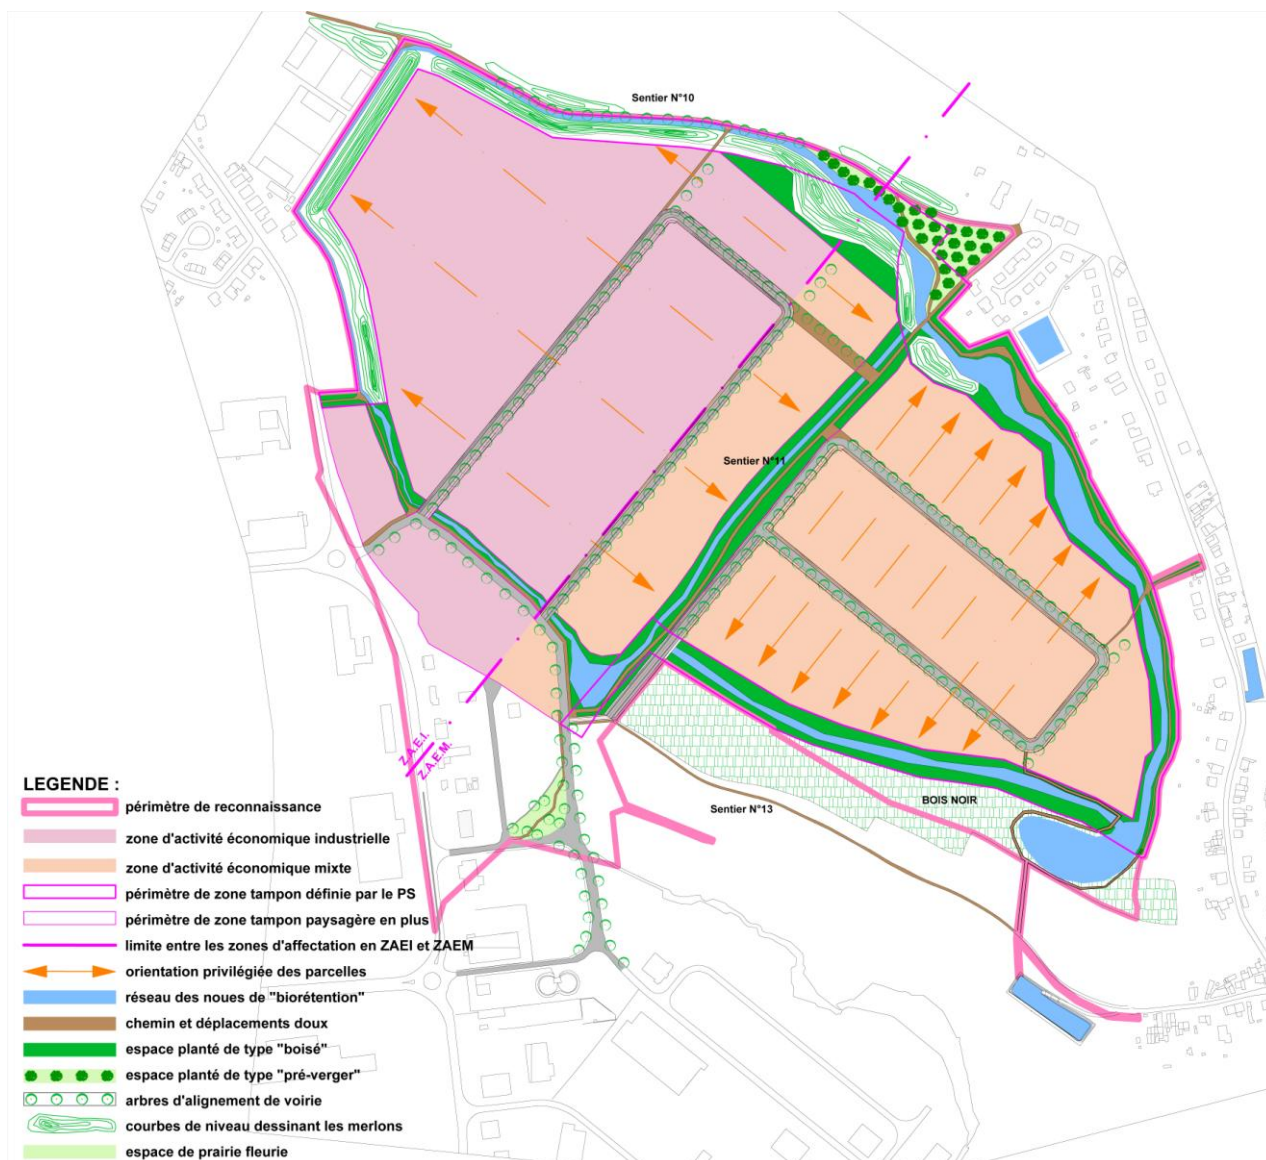 Sentier N°10
Sentier N°11
Z.A.E.I.
Z.A.E.M.
BOIS NOIR
Sentier N°13
LEGENDE :
périmètre de reconnaissance
zone d'activité économique industrielle
zone d'activité économique mixte
périmètre de zone tampon définie par le PS
périmètre de zone tampon paysagère en plus
limite entre les zones d'affectation en ZAEI et ZAEM
orientation privilégiée des parcelles
réseau des noues de "biorétention"
chemin et déplacements doux
espace planté de type "boisé"
espace planté de type "pré-verger"
arbres d'alignement de voirie
courbes de niveau dessinant les merlons
espace de prairie fleurie